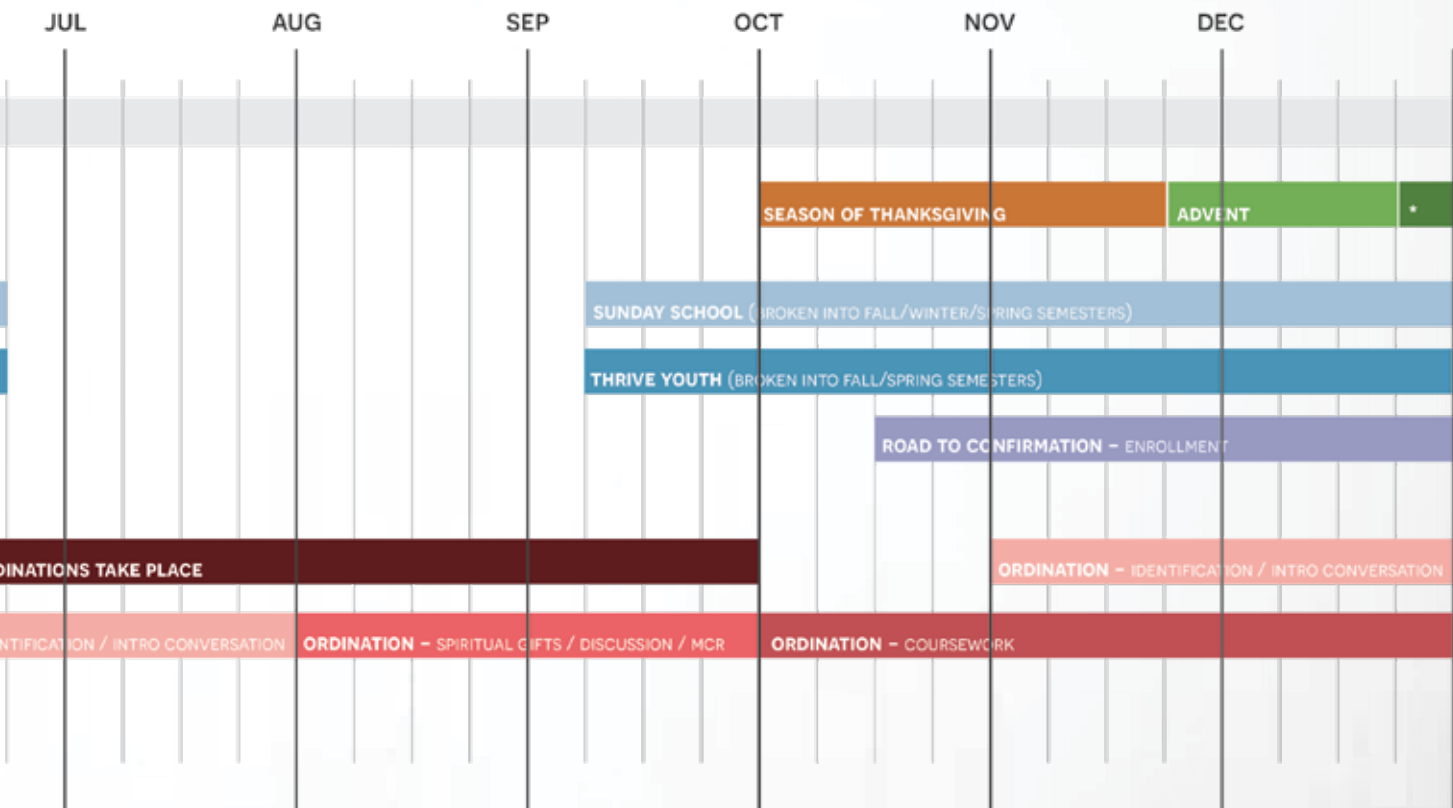 JUL AUG SEP OCT NOV DEC
SEASON OF THANKSGIVING ADVENT *
SUNDAY SCHOOL (BROKEN INTO FALL/WINTER/SPRING SEMESTERS)
THRIVE YOUTH (BROKEN INTO FALL/SPRING SEMESTERS)
ROAD TO CONFIRMATION – ENROLLMENT
DINATIONS TAKE PLACE ORDINATION – IDENTIFICATION / INTRO CONVERSATION
NTIFICATION / INTRO CONVERSATION ORDINATION – SPIRITUAL GIFTS / DISCUSSION / MCR ORDINATION – COURSEWORK